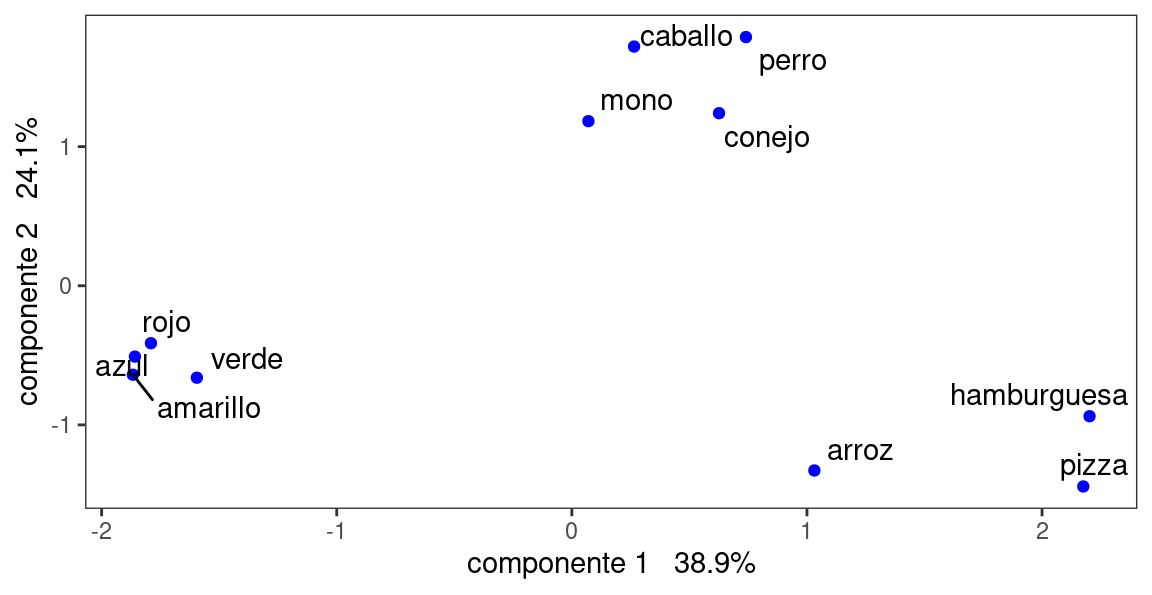 caballo
perro
mono
conejo
1
componente 2   24.1%
0
rojo
azul
verde
amarillo
hamburguesa
-1
arroz
pizza
-2
-1
0
1
2
componente 1   38.9%